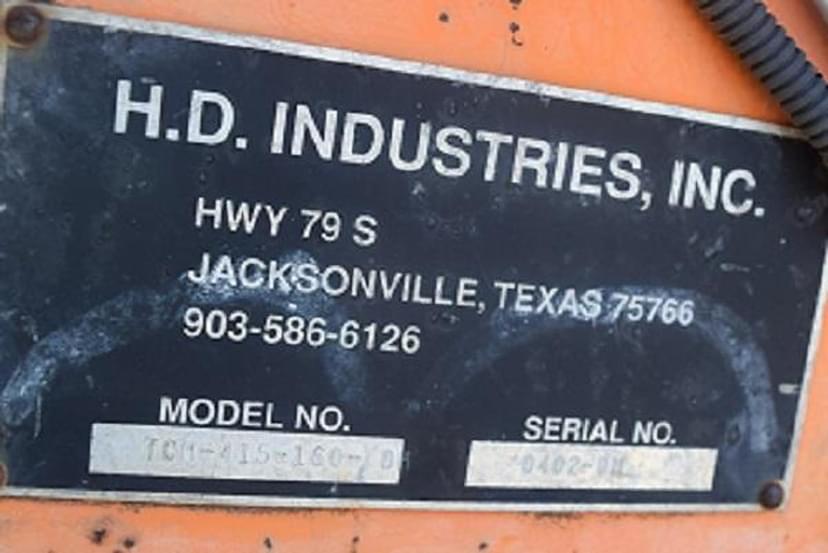 H.D. INDUSTRIES, INC.
HWY 79 S
JACKSONVILLE, TEXAS 75766
903-586-6126
MODEL NO.
SERIAL NO.